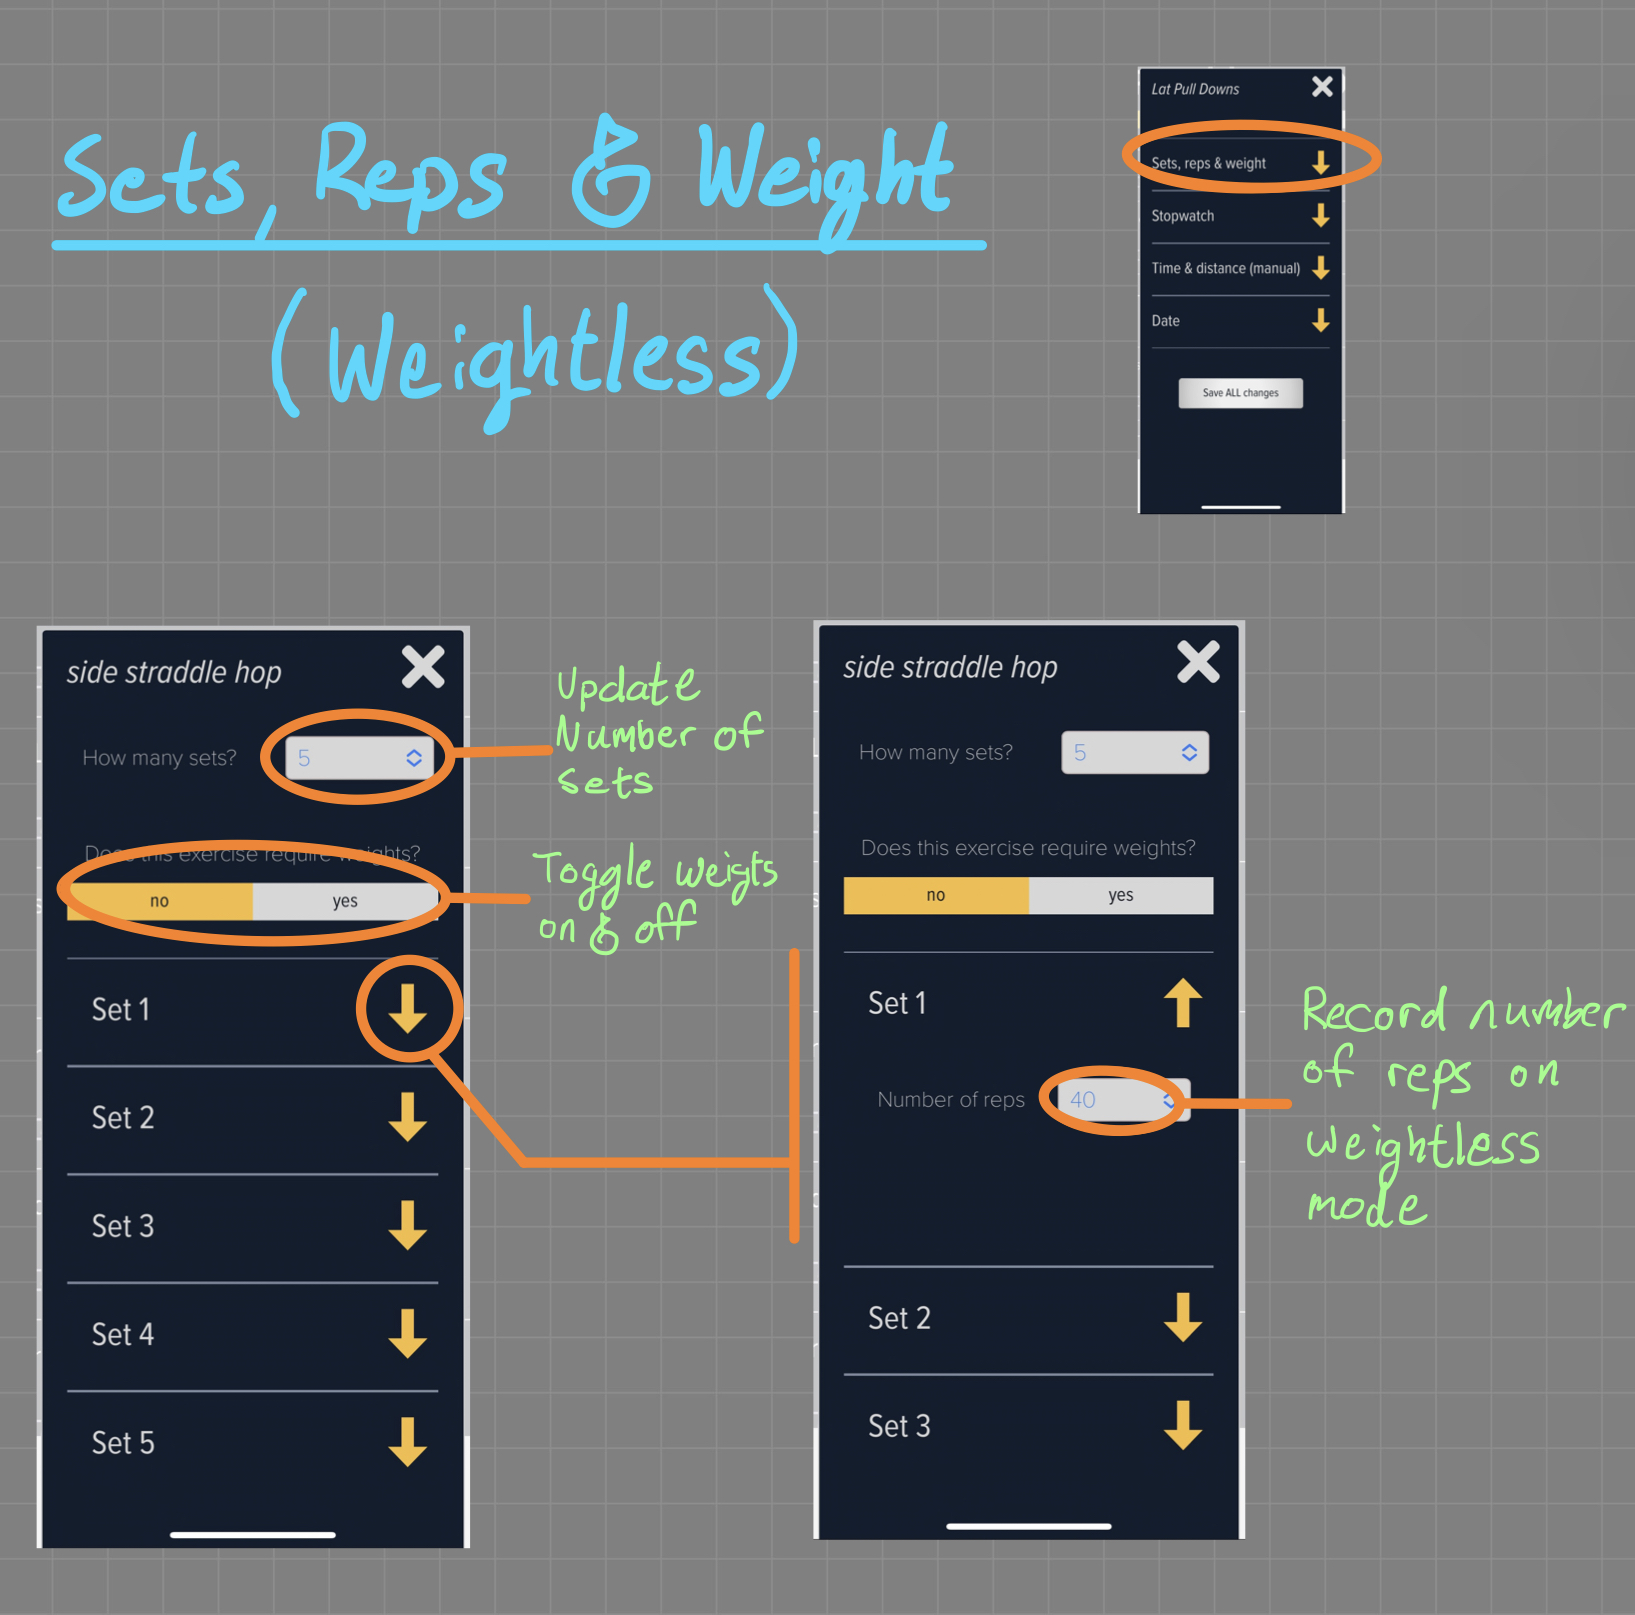 Sets, Reps & Weight
(Weightless)
Lat Pull Downs
Sets, reps & weight
Stopwatch
Time & distance (manual)
Date
Save ALL changes
side straddle hop
How many sets?
5
Does this exercise require weights?
no yes
Set 1
Set 2
Set 3
Set 4
Set 5
Update
Number of
sets
Toggle weigts
on & off
side straddle hop
How many sets?
5
Does this exercise require weights?
no yes
Set 1
Number of reps 40
Set 2
Set 3
Record number
of reps on
weightless
mode